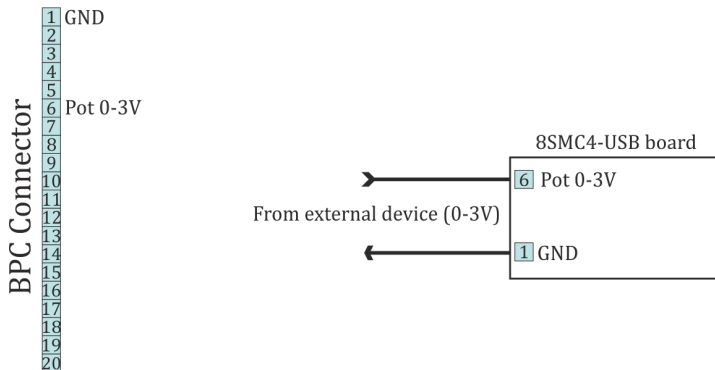 1 GND
2
3
4
5
6 Pot 0-3V
7
8
9
10
11
12
13
14
15
16
17
18
19
20
BPC Connector
8SMC4-USB board
6 Pot 0-3V
From external device (0-3V)
1 GND